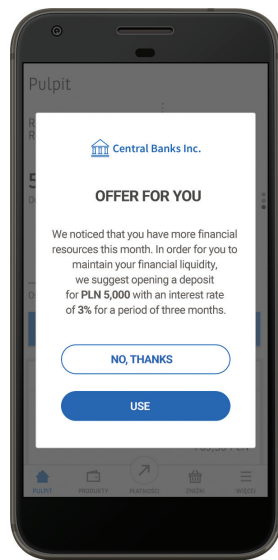 Pulpit
R
R
Central Banks Inc.
OFFER FOR YOU
5
D
We noticed that you have more financial
resources this month. In order for you to
maintain your financial liquidity,
we suggest opening a deposit
for PLN 5,000 with an interest rate
of 3% for a period of three months.
D
NO, THANKS
USE
PULPIT
PRODUKTY
PŁATNOŚCI
ZNIŻKI
WIĘCEJ